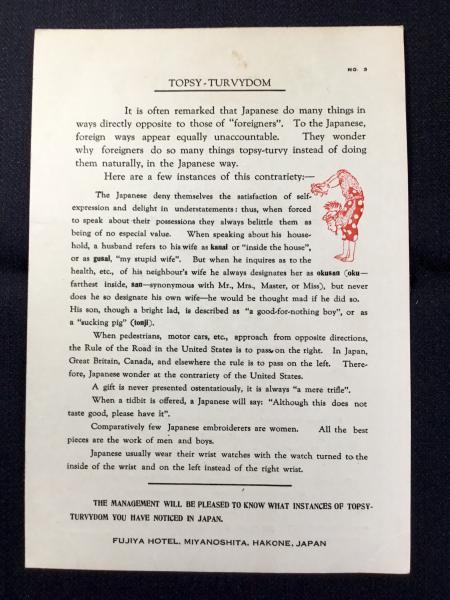 NO. 3
TOPSY-TURVYDOM
It is often remarked that Japanese do many things in
ways directly opposite to those of "foreigners". To the Japanese,
foreign ways appear equally unaccountable. They wonder
why foreigners do so many things topsy-turvy instead of doing
them naturally, in the Japanese way.
Here are a few instances of this contrariety:—
The Japanese deny themselves the satisfaction of self-
expression and delight in understatements: thus, when forced
to speak about their possessions they always belittle them as
being of no especial value. When speaking about his house-
hold, a husband refers to his wife as kanai or "inside the house",
or as gusai, "my stupid wife". But when he inquires as to the
health, etc., of his neighbour's wife he always designates her as okusan (oku—
farthest inside, san—synonymous with Mr., Mrs., Master, or Miss), but never
does he so designate his own wife—he would be thought mad if he did so.
His son, though a bright lad, is described as "a good-for-nothing boy", or as
a "sucking pig" (tonji).
When pedestrians, motor cars, etc., approach from opposite directions,
the Rule of the Road in the United States is to pass on the right. In Japan,
Great Britain, Canada, and elsewhere the rule is to pass on the left. There-
fore, Japanese wonder at the contrariety of the United States.
A gift is never presented ostentatiously, it is always "a mere trifle".
When a tidbit is offered, a Japanese will say: "Although this does not
taste good, please have it".
Comparatively few Japanese embroiderers are women. All the best
pieces are the work of men and boys.
Japanese usually wear their wrist watches with the watch turned to the
inside of the wrist and on the left instead of the right wrist.
THE MANAGEMENT WILL BE PLEASED TO KNOW WHAT INSTANCES OF TOPSY-
TURVYDOM YOU HAVE NOTICED IN JAPAN.
FUJIYA HOTEL, MIYANOSHITA, HAKONE, JAPAN